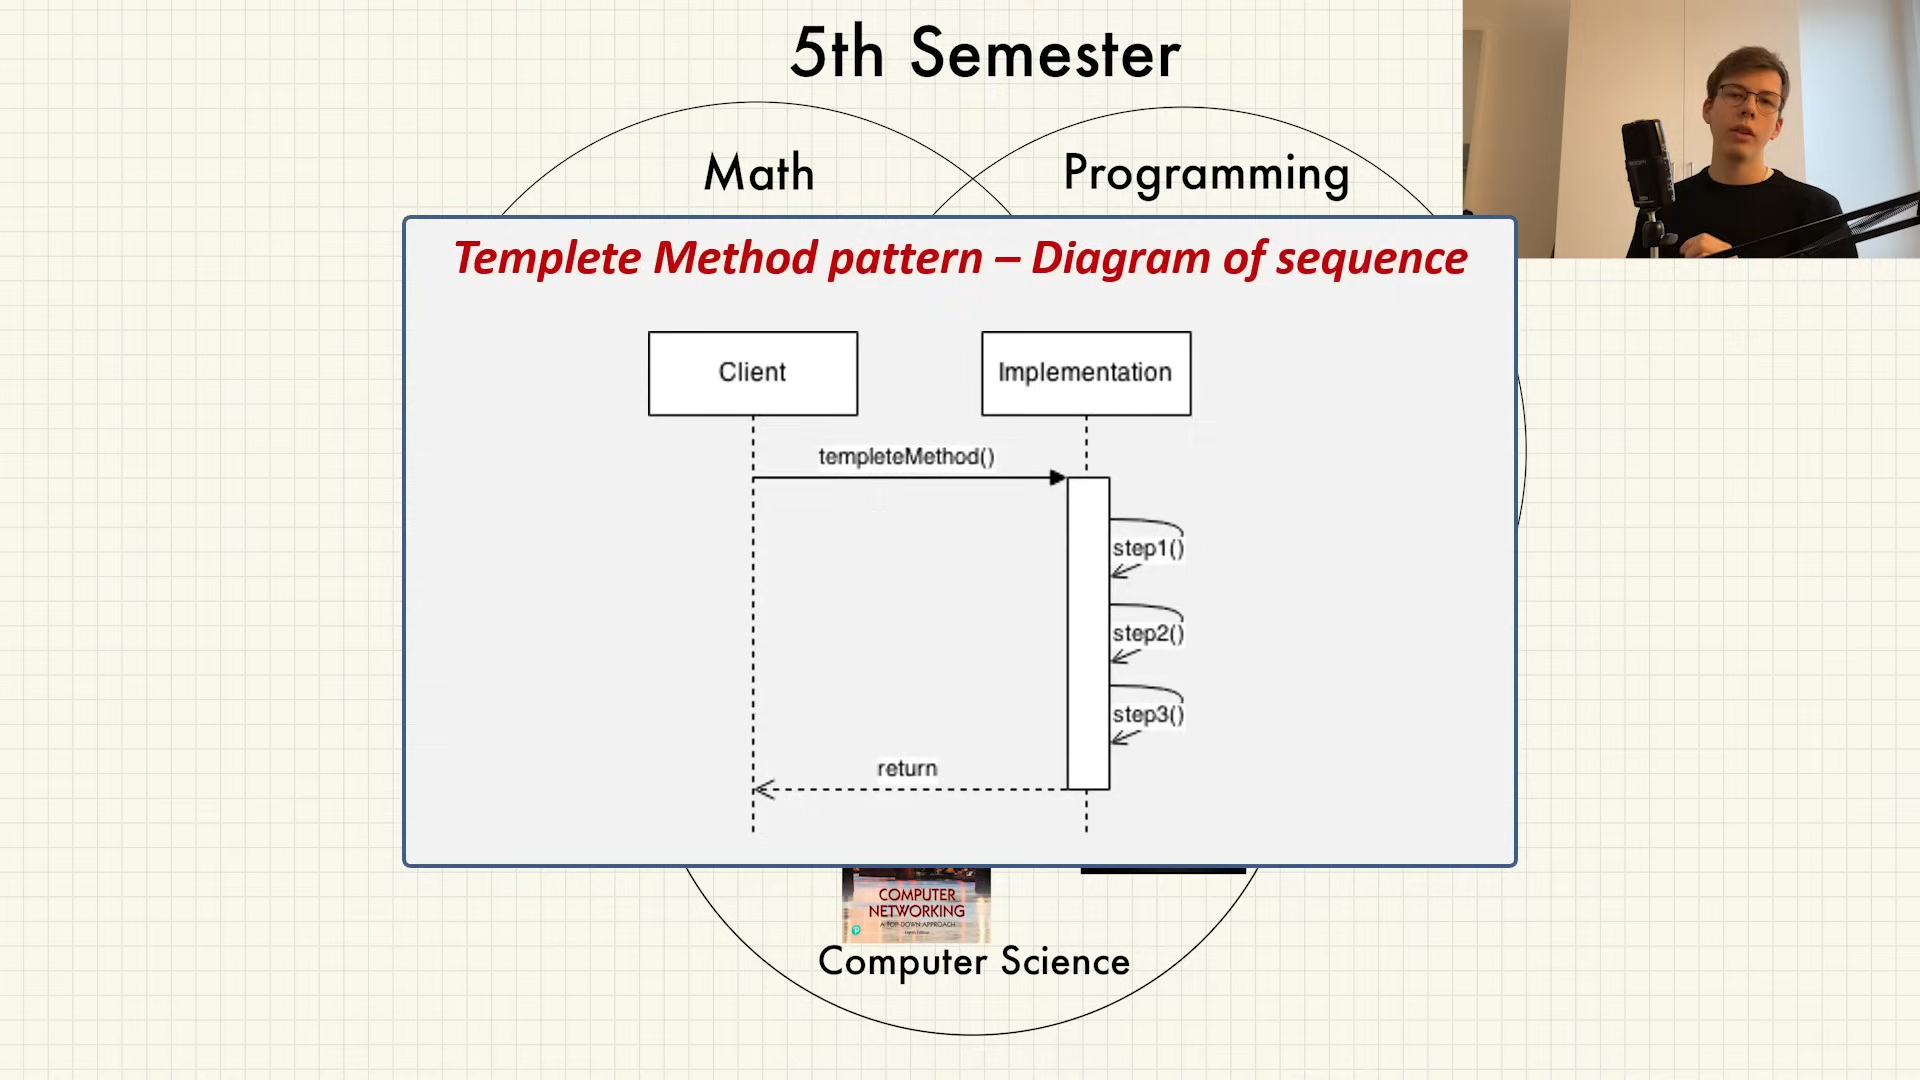 5th Semester
Math
Programming
Templete Method pattern – Diagram of sequence
Client
Implementation
templeteMethod()
step1()
step2()
step3()
return
COMPUTER
NETWORKING
A TOP-DOWN APPROACH
Computer Science